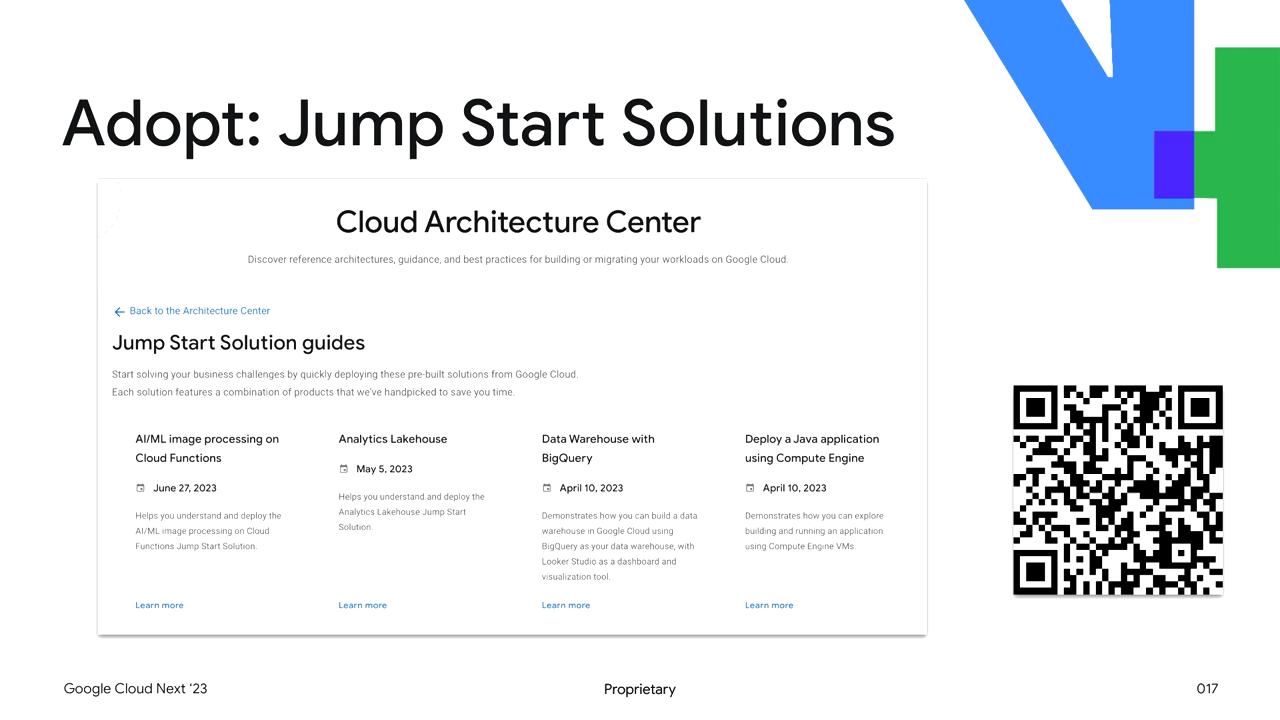 Adopt: Jump Start Solutions
Cloud Architecture Center
Discover reference architectures, guidance, and best practices for building or migrating your workloads on Google Cloud.
Back to the Architecture Center
Jump Start Solution guides
Start solving your business challenges by quickly deploying these pre-built solutions from Google Cloud.
Each solution features a combination of products that we've handpicked to save you time.
AI/ML image processing on
Cloud Functions
June 27, 2023
Helps you understand and deploy the
AI/ML image processing on Cloud
Functions Jump Start Solution.
Learn more
Analytics Lakehouse
May 5, 2023
Helps you understand and deploy the
Analytics Lakehouse Jump Start
Solution.
Learn more
Data Warehouse with
BigQuery
April 10, 2023
Demonstrates how you can build a data
warehouse in Google Cloud using
BigQuery as your data warehouse, with
Looker Studio as a dashboard and
visualization tool.
Learn more
Deploy a Java application
using Compute Engine
April 10, 2023
Demonstrates how you can explore
building and running an application
using Compute Engine VMs.
Learn more
Google Cloud Next ‘23
Proprietary
017